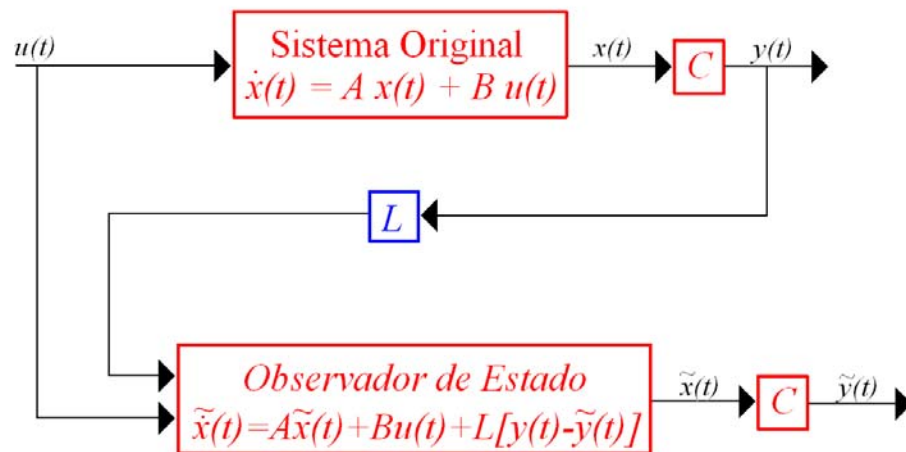 u(t)
Sistema Original
ẋ(t) = A x(t) + B u(t)
x(t)
C
y(t)
L
Observador de Estado
x̃̇(t)=Ax̃(t)+Bu(t)+L[y(t)-ỹ(t)]
x̃(t)
C
ỹ(t)